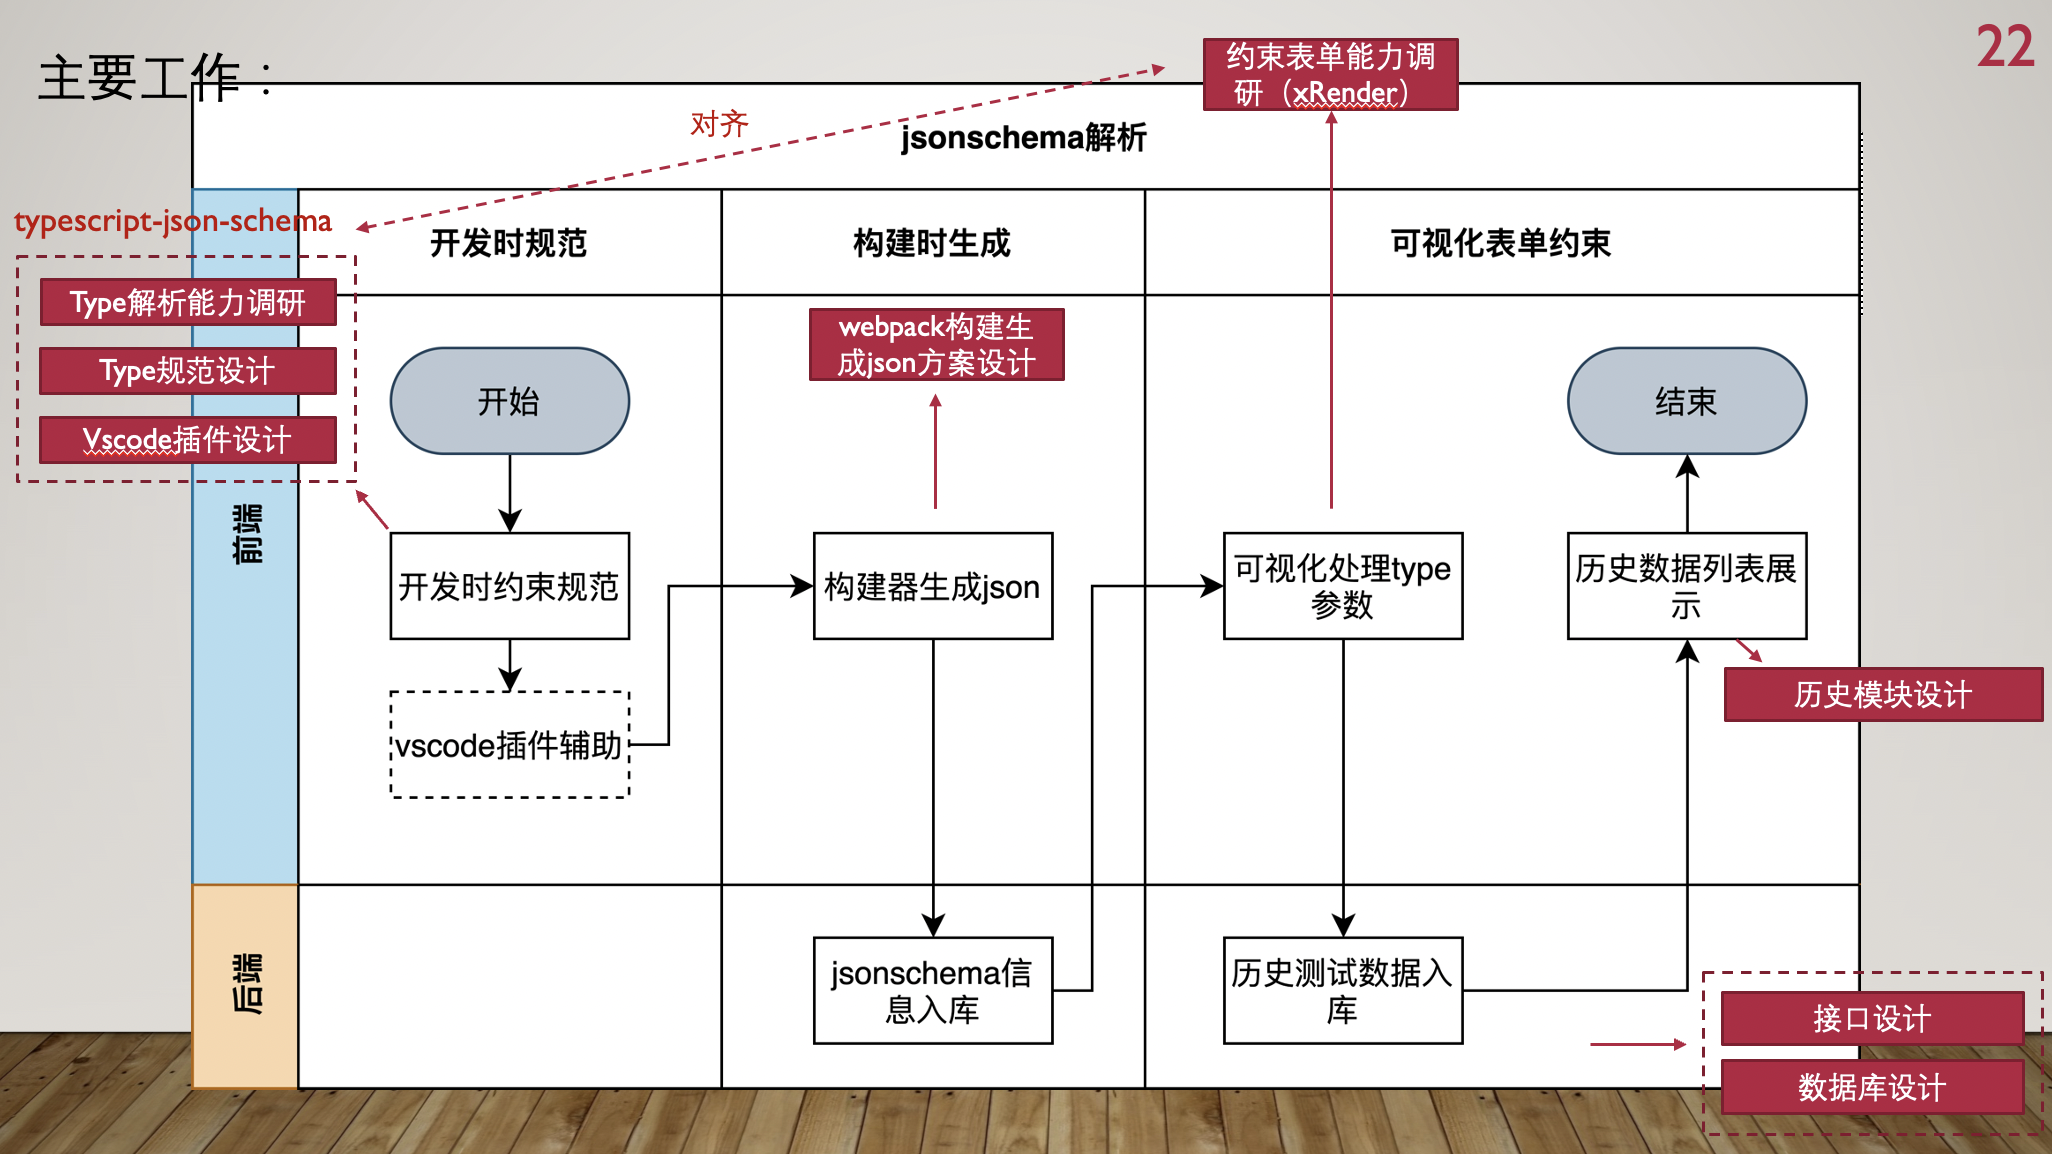 22
主要工作：
约束表单能力调
研（xRender）
对齐
jsonschema解析
typescript-json-schema
开发时规范
构建时生成
可视化表单约束
Type解析能力调研
Type规范设计
Vscode插件设计
webpack构建生
成json方案设计
开始
结束
前端
开发时约束规范
构建器生成json
可视化处理type
参数
历史数据列表展
示
历史模块设计
vscode插件辅助
后端
jsonschema信
息入库
历史测试数据入
库
接口设计
数据库设计